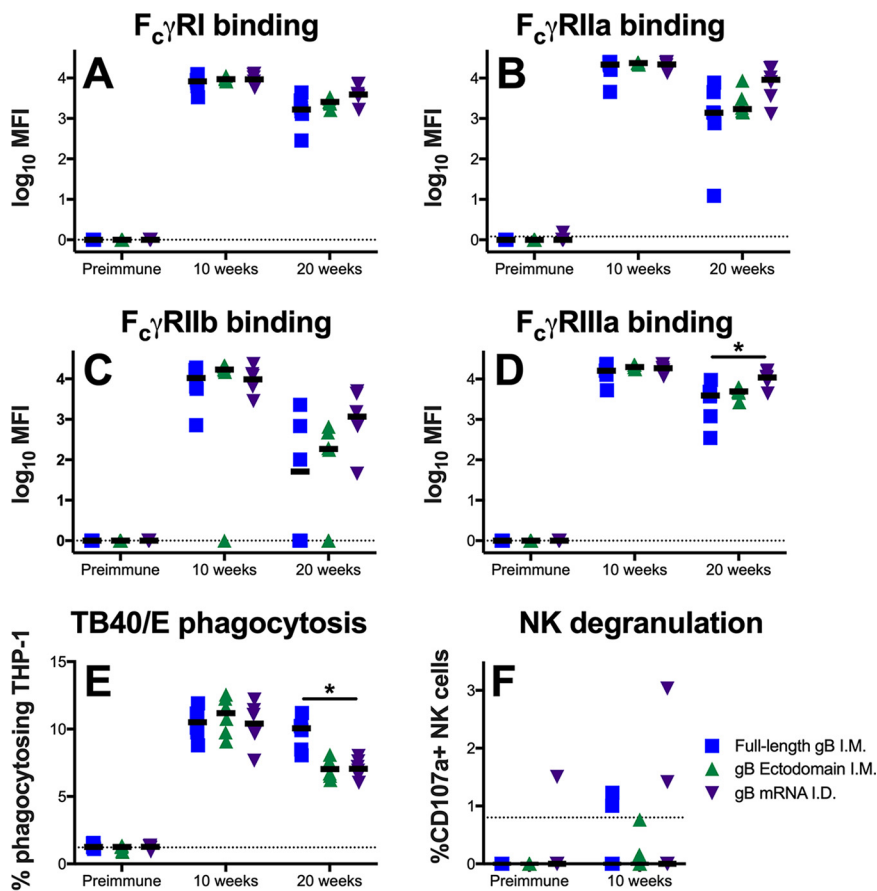 FcγRI binding
A
log10 MFI
4
3
2
1
0
Preimmune 10 weeks 20 weeks
FcγRIIa binding
B
log10 MFI
4
3
2
1
0
Preimmune 10 weeks 20 weeks
FcγRIIb binding
C
log10 MFI
4
3
2
1
0
Preimmune 10 weeks 20 weeks
FcγRIIIa binding
D
*
log10 MFI
4
3
2
1
0
Preimmune 10 weeks 20 weeks
TB40/E phagocytosis
E
*
% phagocytosing THP-1
15
10
5
0
Preimmune 10 weeks 20 weeks
NK degranulation
F
%CD107a+ NK cells
3
2
1
0
Preimmune 10 weeks
Full-length gB I.M.
gB Ectodomain I.M.
gB mRNA I.D.